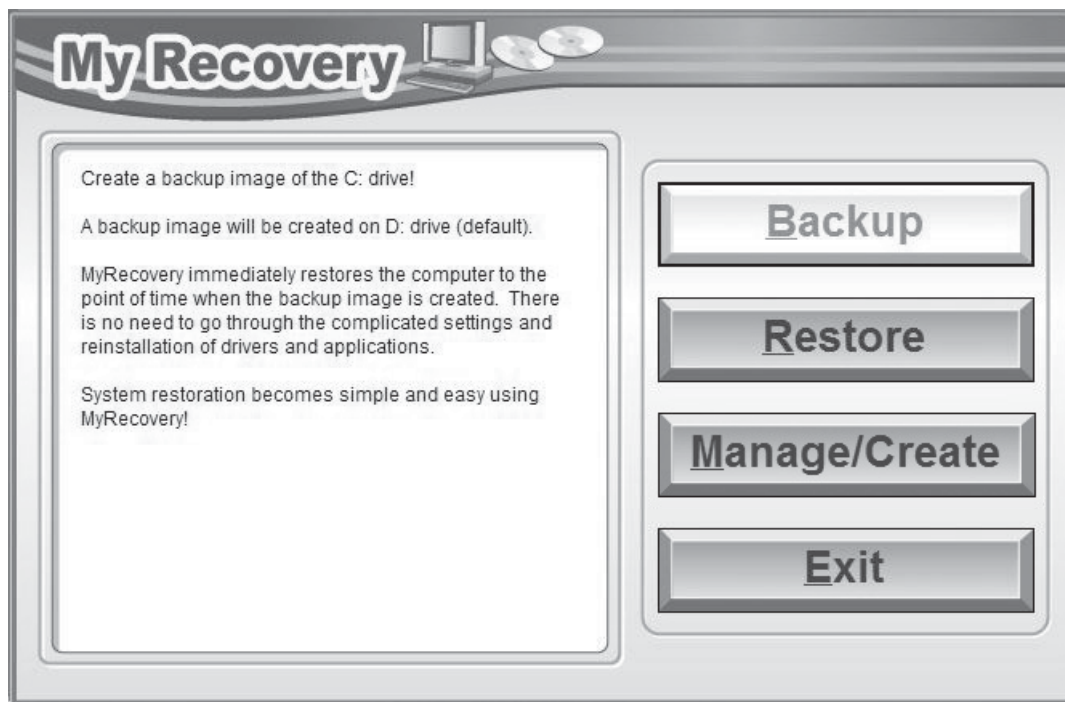 My Recovery
Create a backup image of the C: drive!
A backup image will be created on D: drive (default).
MyRecovery immediately restores the computer to the
point of time when the backup image is created.  There
is no need to go through the complicated settings and
reinstallation of drivers and applications.
System restoration becomes simple and easy using
MyRecovery!
Backup
Restore
Manage/Create
Exit